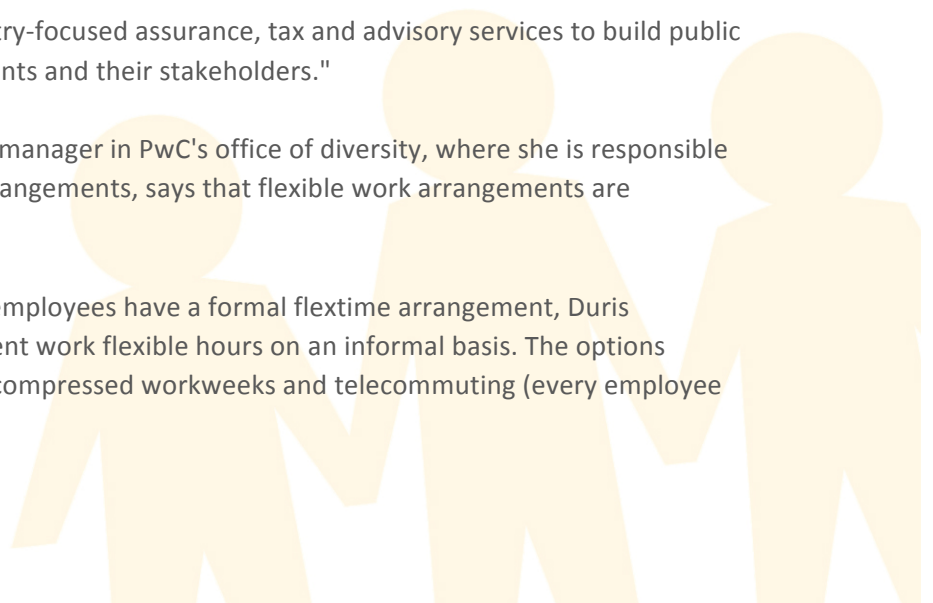 try-focused assurance, tax and advisory services to build public
nts and their stakeholders."
manager in PwC's office of diversity, where she is responsible
rangements, says that flexible work arrangements are
employees have a formal flextime arrangement, Duris
ent work flexible hours on an informal basis. The options
compressed workweeks and telecommuting (every employee